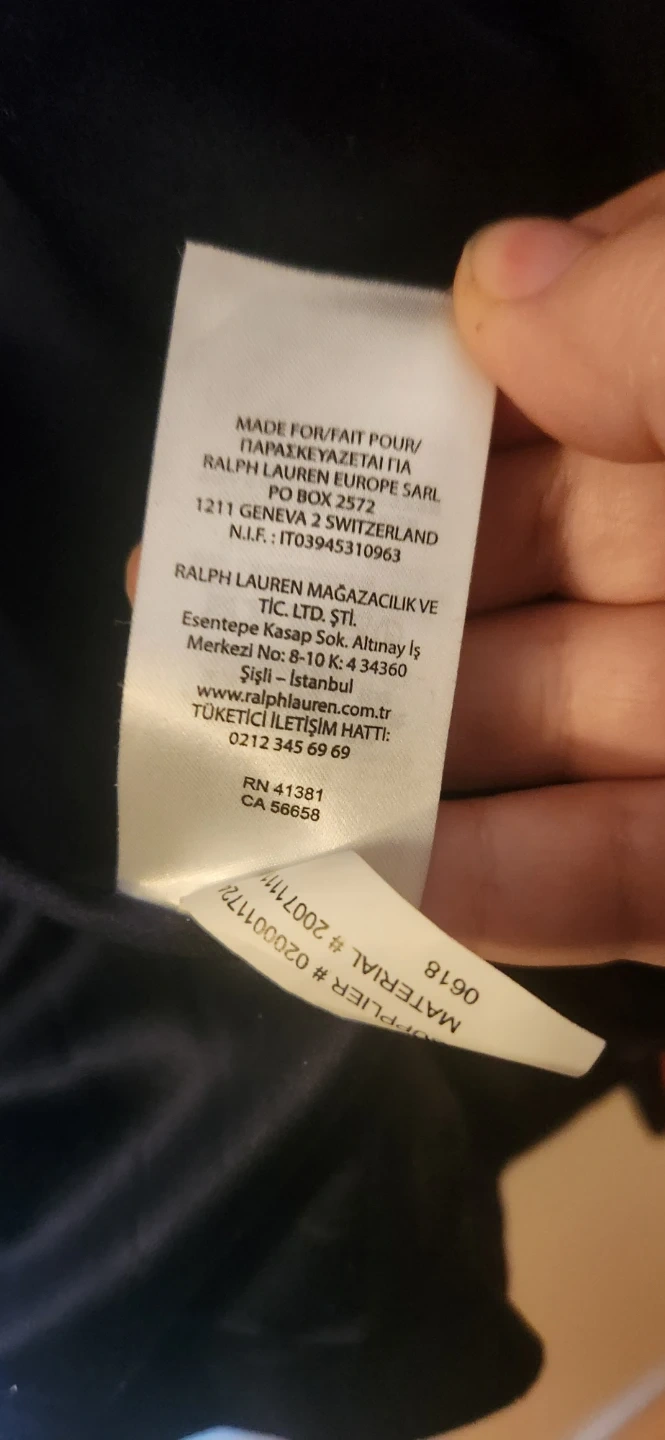 MADE FOR/FAIT POUR/
ΠΑΡΑΣΚΕΥΑΖΕΤΑΙ ΓΙΑ
RALPH LAUREN EUROPE SARL
PO BOX 2572
1211 GENEVA 2 SWITZERLAND
N.I.F. : IT03945310963
RALPH LAUREN MAĞAZACILIK VE
TİC. LTD. ŞTİ.
Esentepe Kasap Sok. Altınay İş
Merkezi No: 8-10 K: 4 34360
Şişli – İstanbul
www.ralphlauren.com.tr
TÜKETİCİ İLETİŞİM HATTI:
0212 345 69 69
RN 41381
CA 56658
0618
MATERIAL #
#